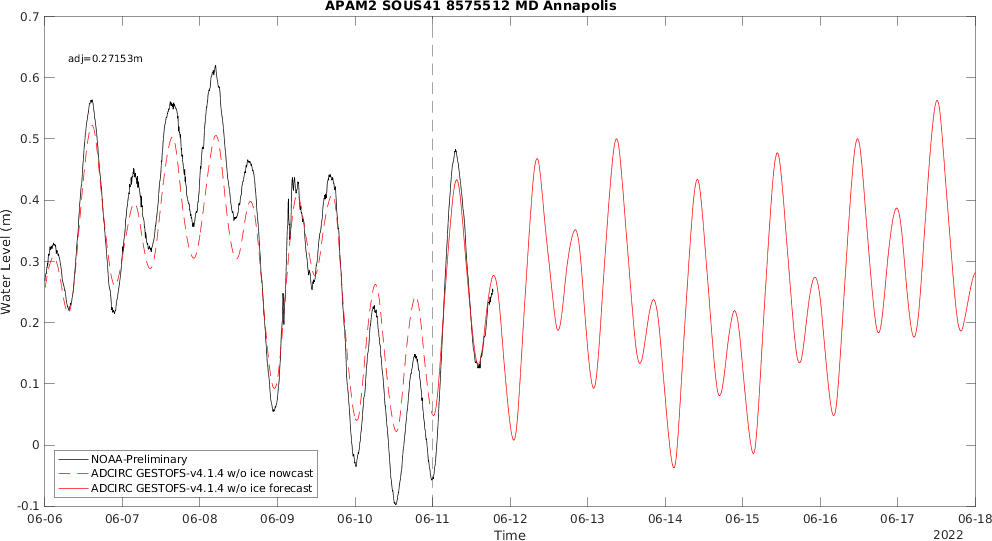 APAM2 SOUS41 8575512 MD Annapolis
adj=0.27153m
0.7
0.6
0.5
0.4
0.3
0.2
0.1
0
-0.1
Water Level (m)
NOAA-Preliminary
ADCIRC GESTOFS-v4.1.4 w/o ice nowcast
ADCIRC GESTOFS-v4.1.4 w/o ice forecast
06-06 06-07 06-08 06-09 06-10 06-11 06-12 06-13 06-14 06-15 06-16 06-17 06-18
Time
2022